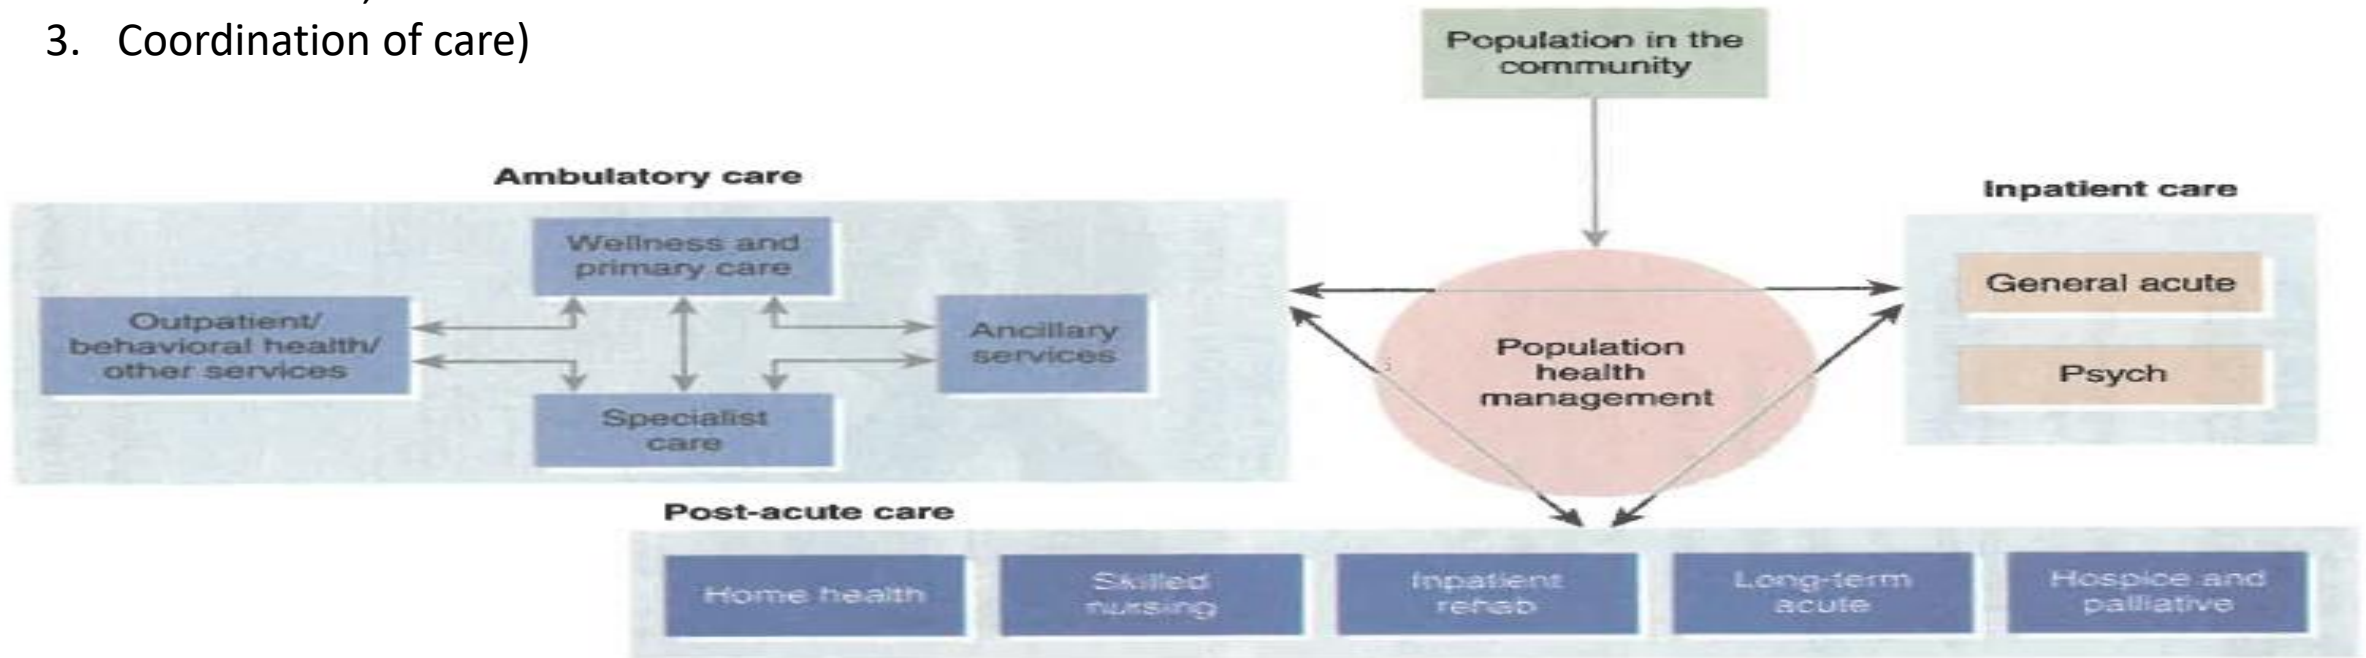 3. Coordination of care)
Population in the
community
Ambulatory care
Inpatient care
Wellness and
primary care
General acute
Outpatient/
behavioral health/
other services
Ancillary
services
Population
health
management
Psych
Specialist
care
Post-acute care
Home health
Skilled
nursing
Inpatient
rehab
Long-term
acute
Hospice and
palliative